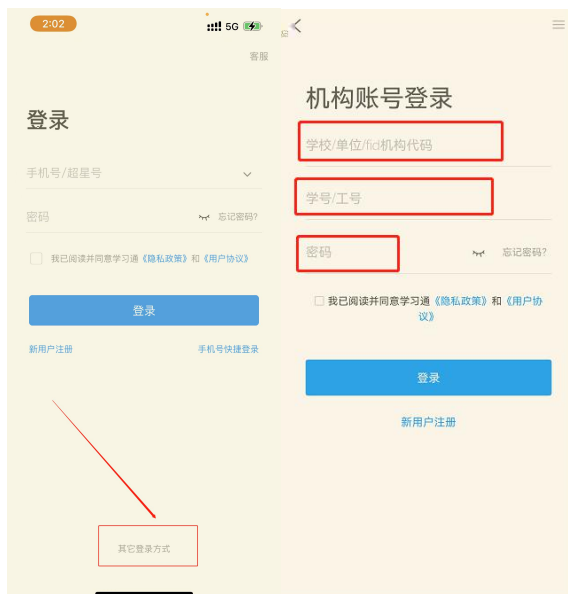 2:02
5G
客服
登录
手机号/超星号
密码
忘记密码?
我已阅读并同意学习通《隐私政策》和《用户协议》
登录
新用户注册
手机号快捷登录
其它登录方式
机构账号登录
学校/单位/fid机构代码
学号/工号
密码
忘记密码?
我已阅读并同意学习通《隐私政策》和《用户协
议》
登录
新用户注册